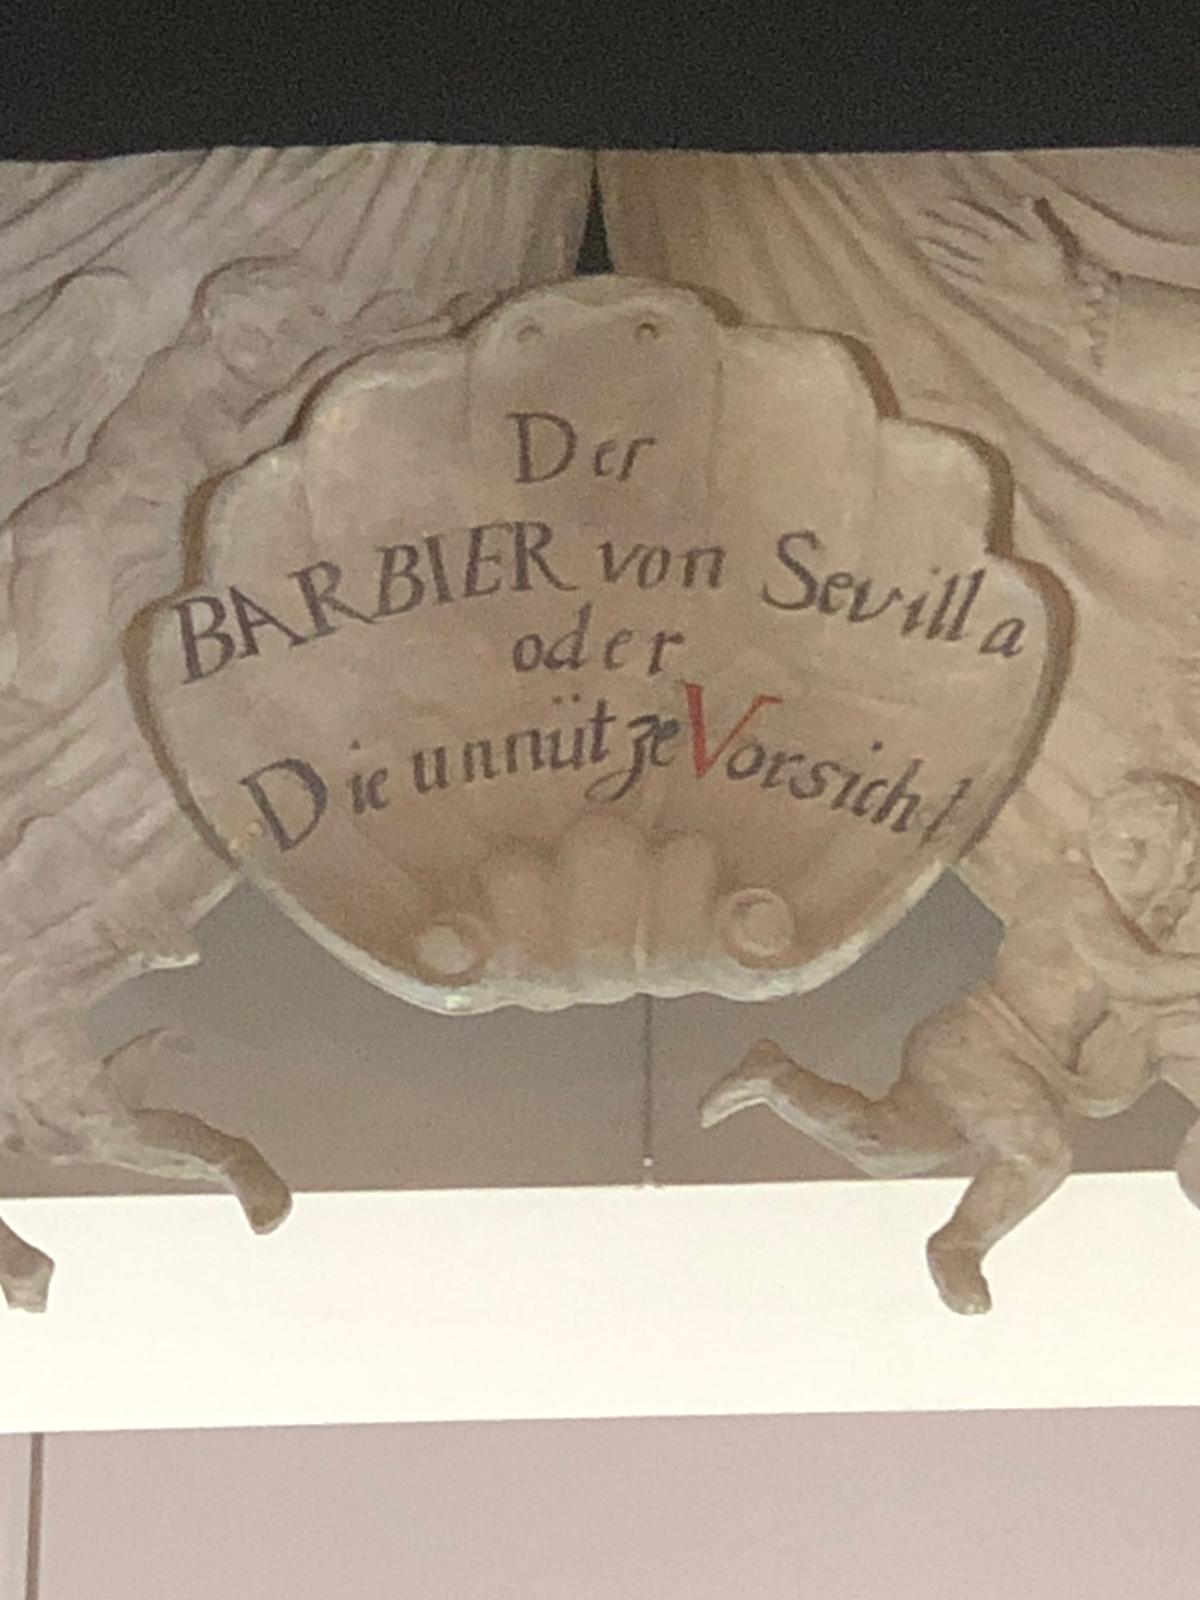 Der
BARBIER von Sevilla
oder
Die unnütze Vorsicht